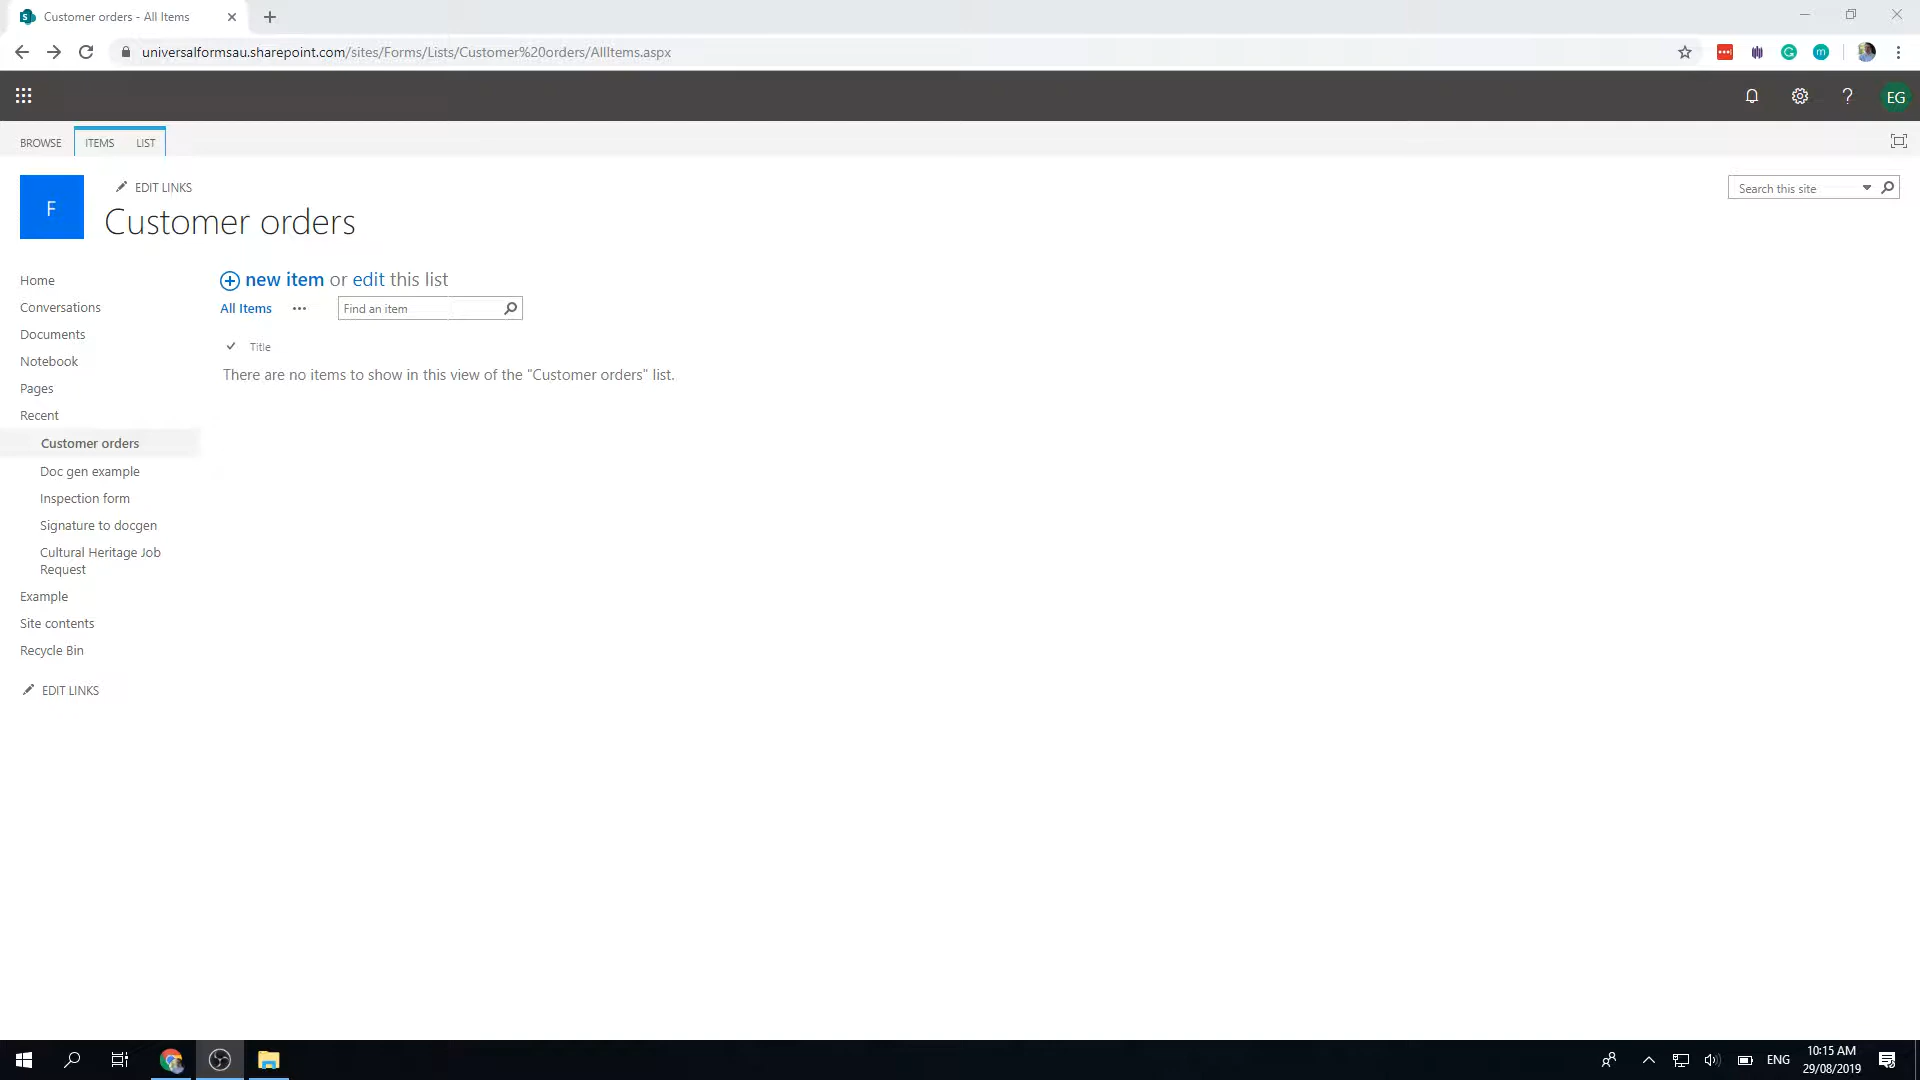 Customer orders - All Items
universalformsau.sharepoint.com/sites/Forms/Lists/Customer%20orders/AllItems.aspx
EG
BROWSE ITEMS LIST
F
EDIT LINKS
Search this site
Customer orders
Home
Conversations
Documents
Notebook
Pages
Recent
Customer orders
Doc gen example
Inspection form
Signature to docgen
Cultural Heritage Job
Request
Example
Site contents
Recycle Bin
EDIT LINKS
new item or edit this list
All Items
Find an item
Title
There are no items to show in this view of the "Customer orders" list.
ENG
10:15 AM
29/08/2019